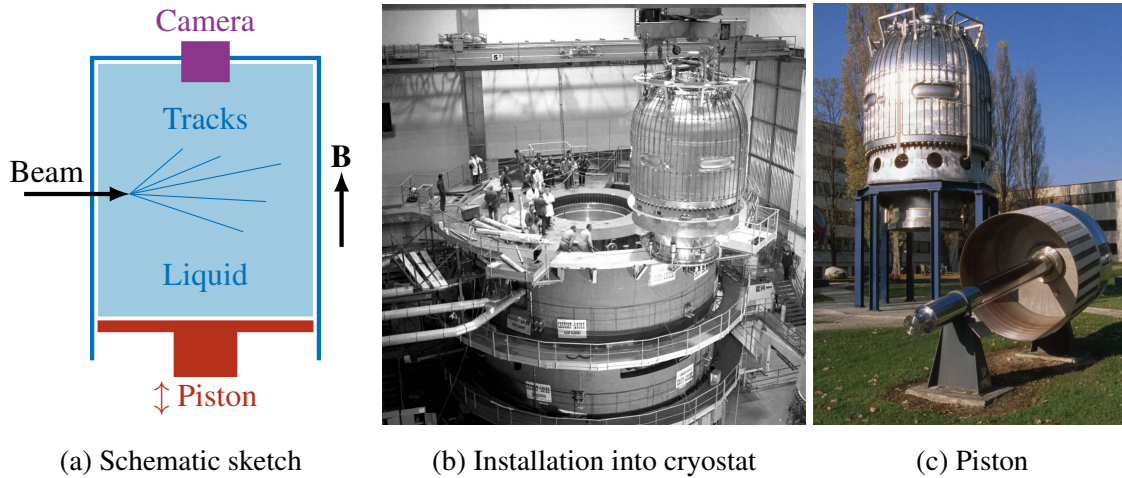 Camera
Tracks
Beam
B
Liquid
↕ Piston
(a) Schematic sketch
(b) Installation into cryostat
(c) Piston